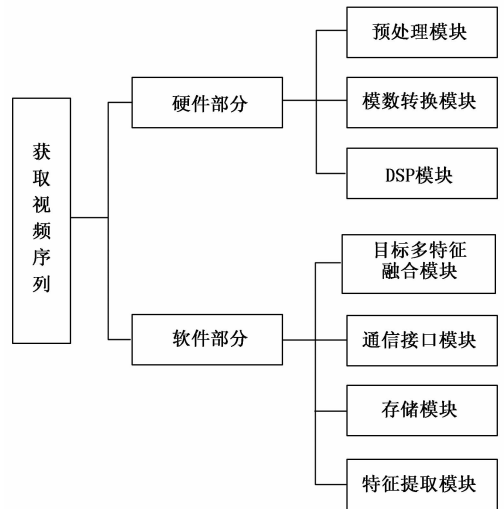 获取视频序列
硬件部分
预处理模块
模数转换模块
DSP模块
软件部分
目标多特征
融合模块
通信接口模块
存储模块
特征提取模块